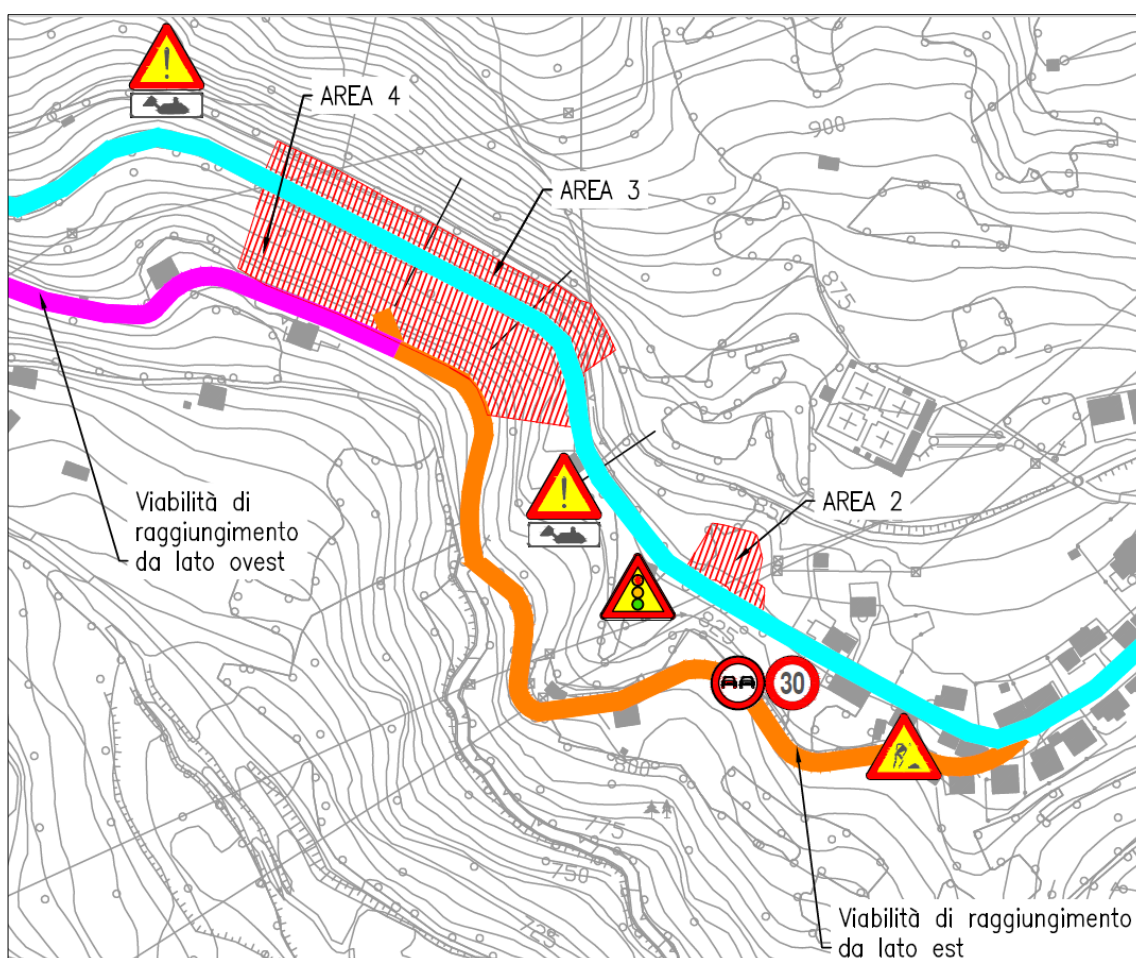 AREA 4
900
AREA 3
875
Viabilità di
raggiungimento
da lato ovest
AREA 2
825
30
800
775
750
725
Viabilità di raggiungimento
da lato est